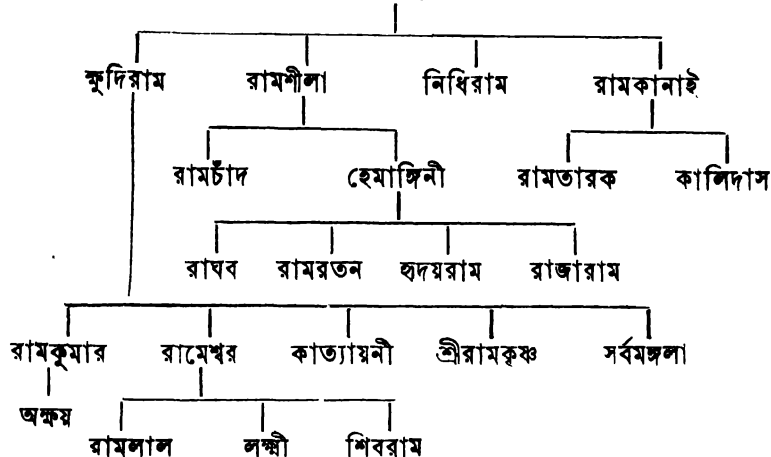 ক্ষুদিরাম রামশীলা নিধিরাম রামকানাই
রামচাঁদ হেমাঙ্গিনী রামতারক কালিদাস
রাঘব রামরতন হৃদয়রাম রাজারাম
রামকুমার রামেশ্বর কাত্যায়নী শ্রীরামকৃষ্ণ সর্বমঙ্গলা
অক্ষয়
রামলাল লক্ষ্মী শিবরাম